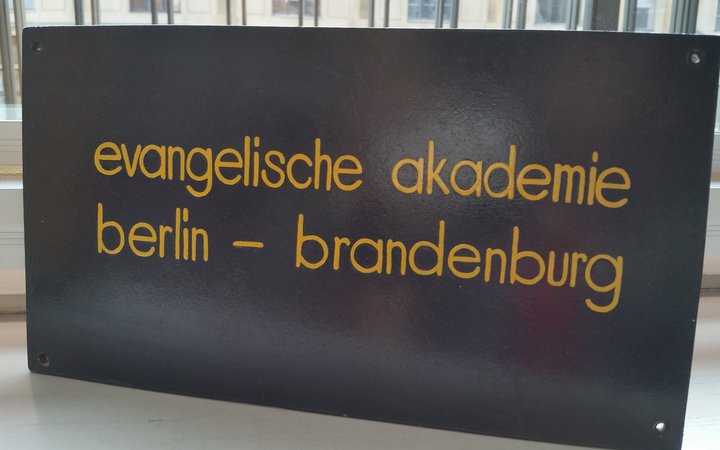 evangelische akademie
berlin – brandenburg